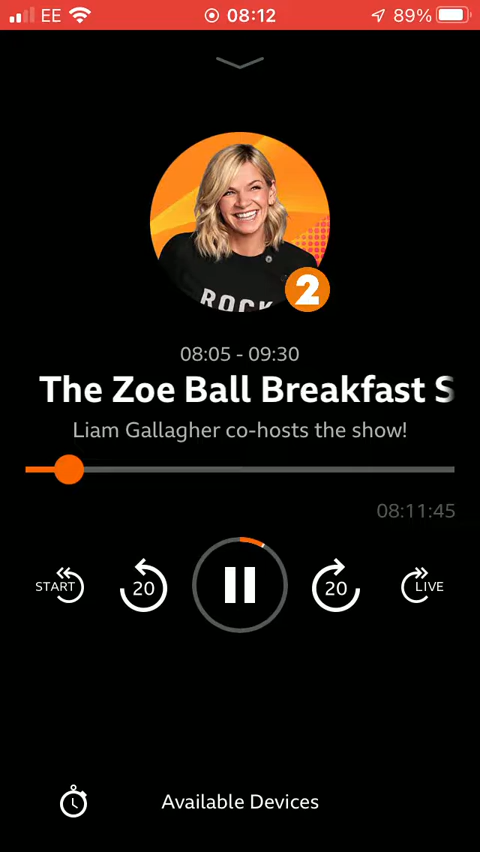 EE 08:12 89%
ROCK
2
08:05 - 09:30
The Zoe Ball Breakfast S
Liam Gallagher co-hosts the show!
08:11:45
START 20 20 LIVE
Available Devices